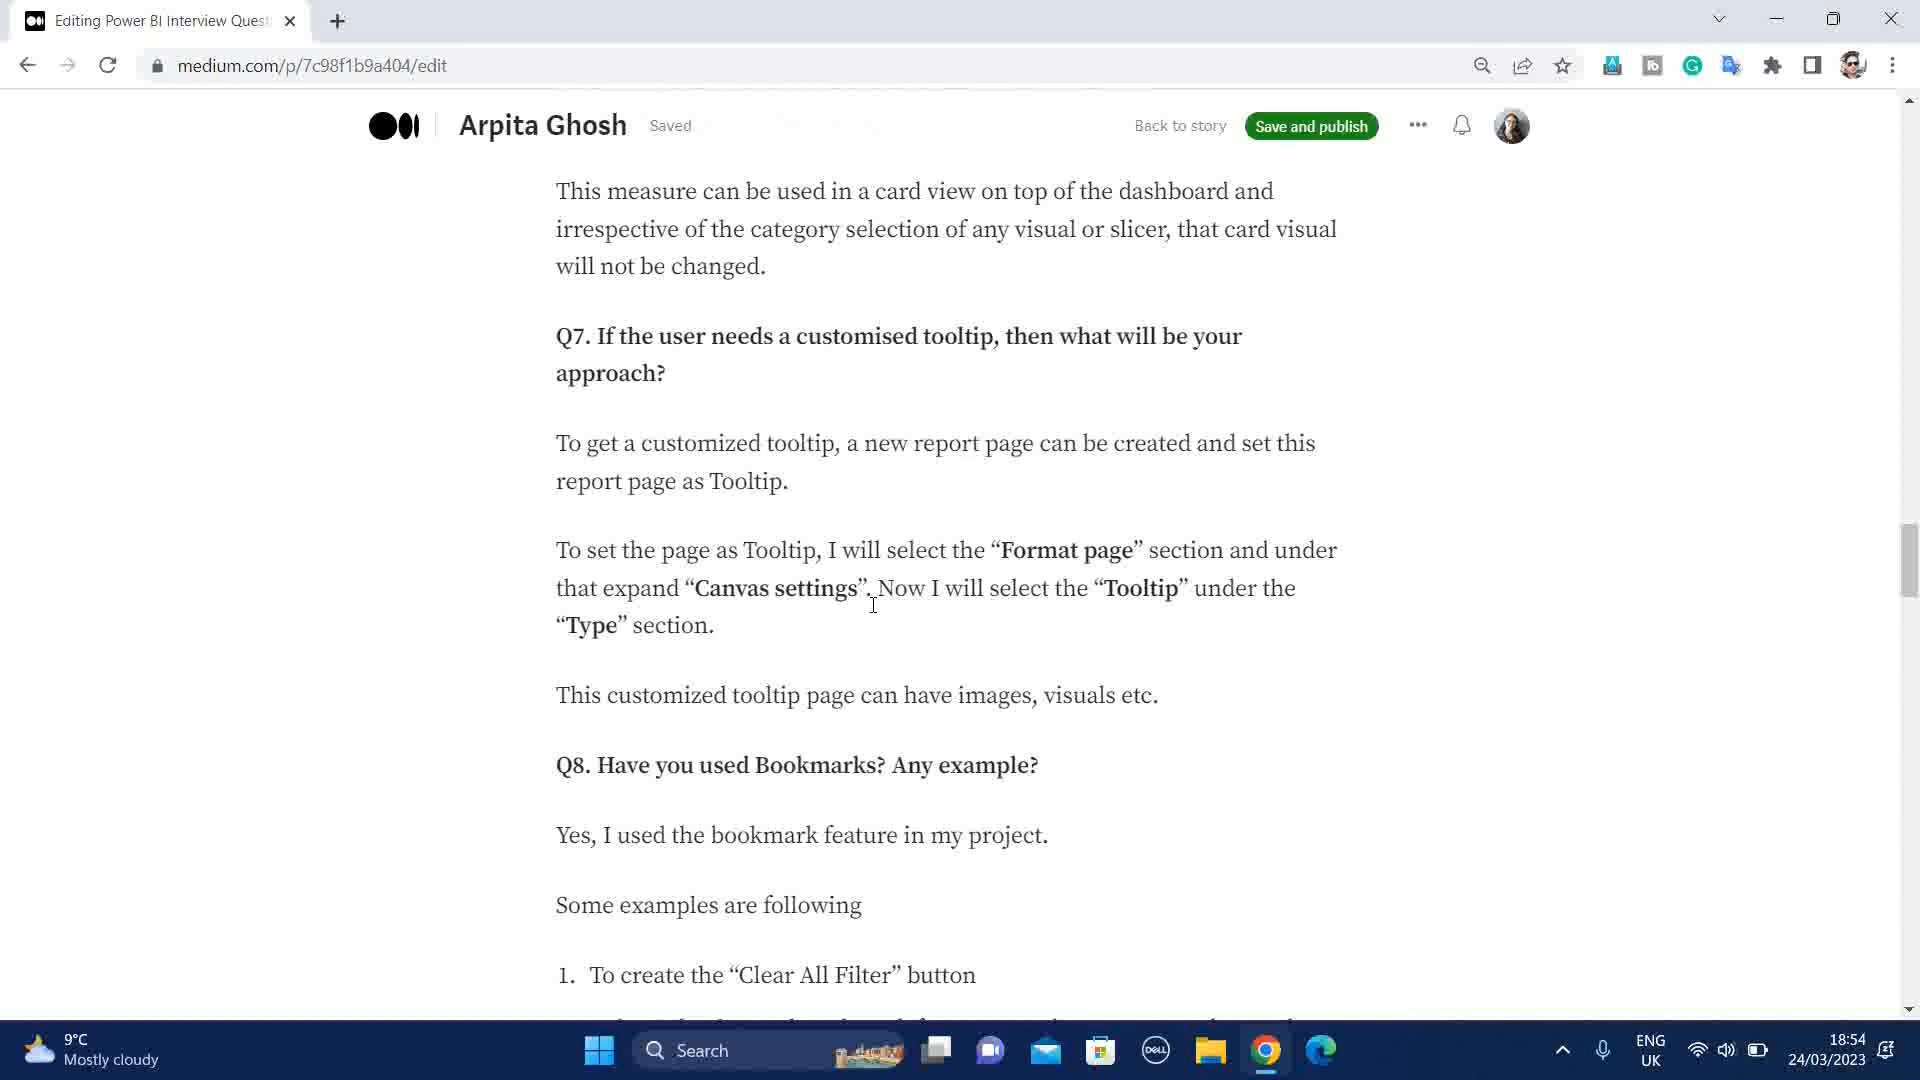 Editing Power BI Interview Quest
medium.com/p/7c98f1b9a404/edit
Arpita Ghosh
Saved
Back to story
Save and publish
This measure can be used in a card view on top of the dashboard and
irrespective of the category selection of any visual or slicer, that card visual
will not be changed.
Q7. If the user needs a customised tooltip, then what will be your
approach?
To get a customized tooltip, a new report page can be created and set this
report page as Tooltip.
To set the page as Tooltip, I will select the “Format page” section and under
that expand “Canvas settings”. Now I will select the “Tooltip” under the
“Type” section.
This customized tooltip page can have images, visuals etc.
Q8. Have you used Bookmarks? Any example?
Yes, I used the bookmark feature in my project.
Some examples are following
1. To create the “Clear All Filter” button
9°C
Mostly cloudy
Search
DELL
ENG
UK
18:54
24/03/2023